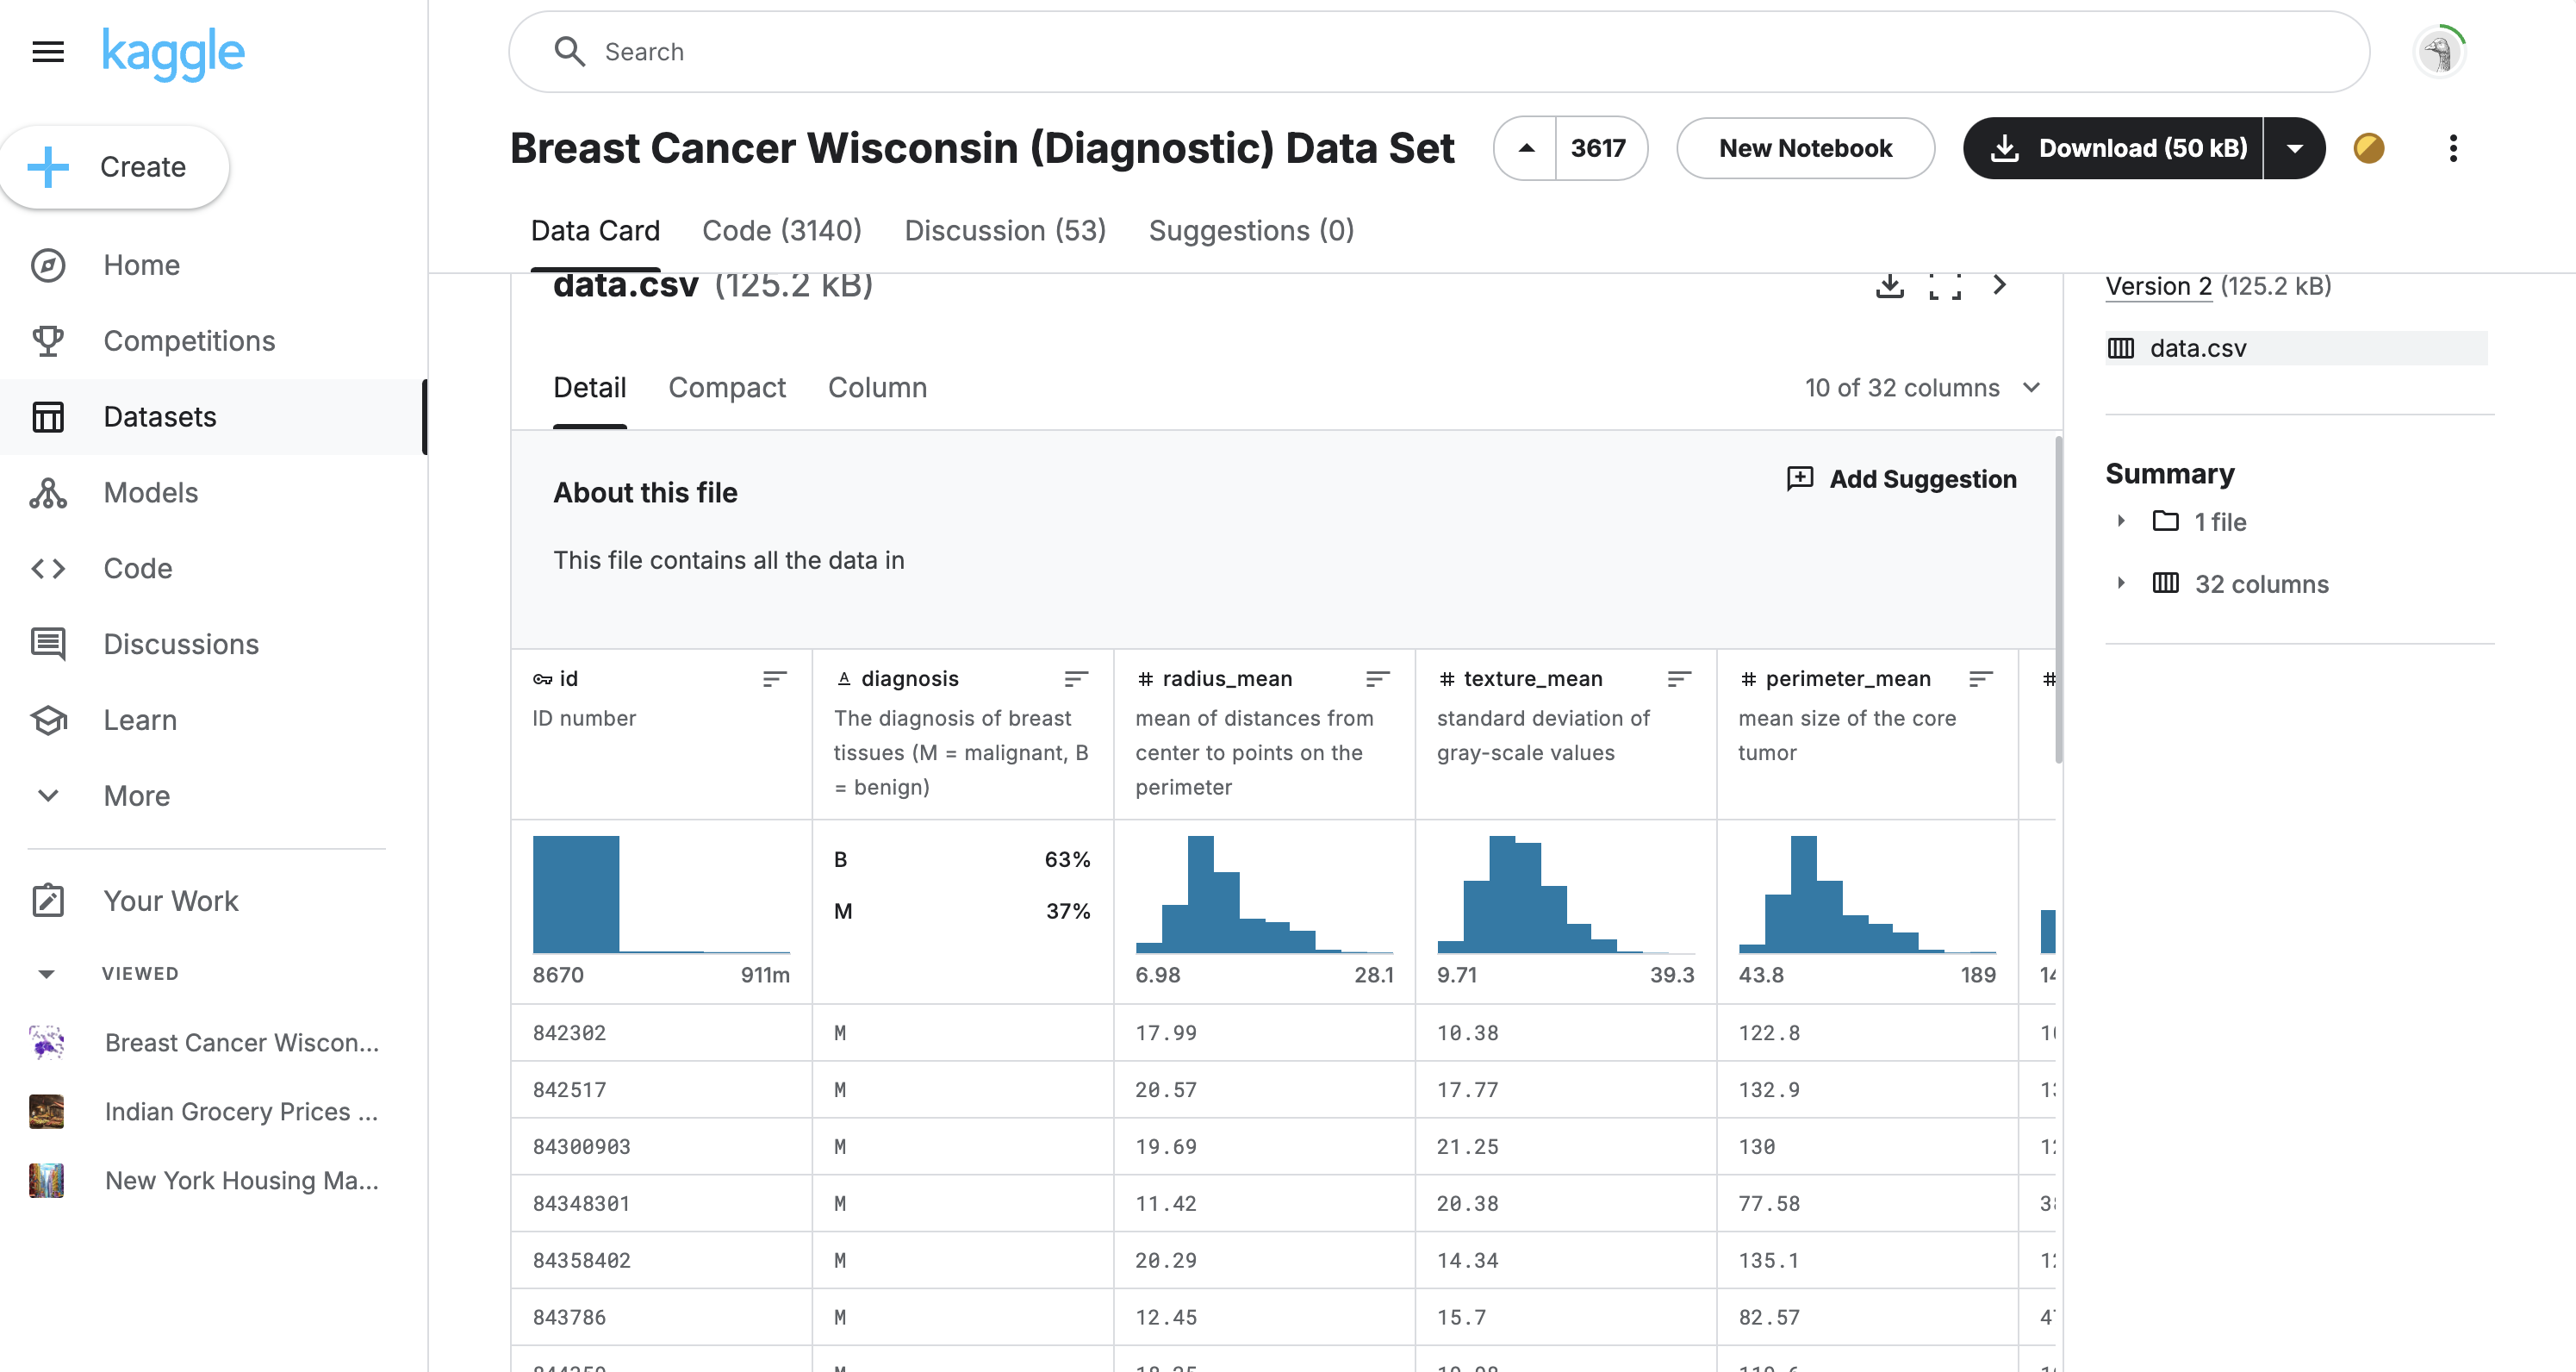 kaggle
Search
Create
Home
Competitions
Datasets
Models
Code
Discussions
Learn
More
Your Work
VIEWED
Breast Cancer Wiscon...
Indian Grocery Prices ...
New York Housing Ma...
Breast Cancer Wisconsin (Diagnostic) Data Set
3617
New Notebook
Download (50 kB)
Data Card
Code (3140)
Discussion (53)
Suggestions (0)
data.csv (125.2 kB)
Detail
Compact
Column
10 of 32 columns
About this file
Add Suggestion
This file contains all the data in
id
ID number
diagnosis
The diagnosis of breast
tissues (M = malignant, B
= benign)
# radius_mean
mean of distances from
center to points on the
perimeter
# texture_mean
standard deviation of
gray-scale values
# perimeter_mean
mean size of the core
tumor
#
8670 911m
B 63%
M 37%
6.98 28.1
9.71 39.3
43.8 189
842302 M 17.99 10.38 122.8
842517 M 20.57 17.77 132.9
84300903 M 19.69 21.25 130
84348301 M 11.42 20.38 77.58
84358402 M 20.29 14.34 135.1
843786 M 12.45 15.7 82.57
Version 2 (125.2 kB)
data.csv
Summary
1 file
32 columns